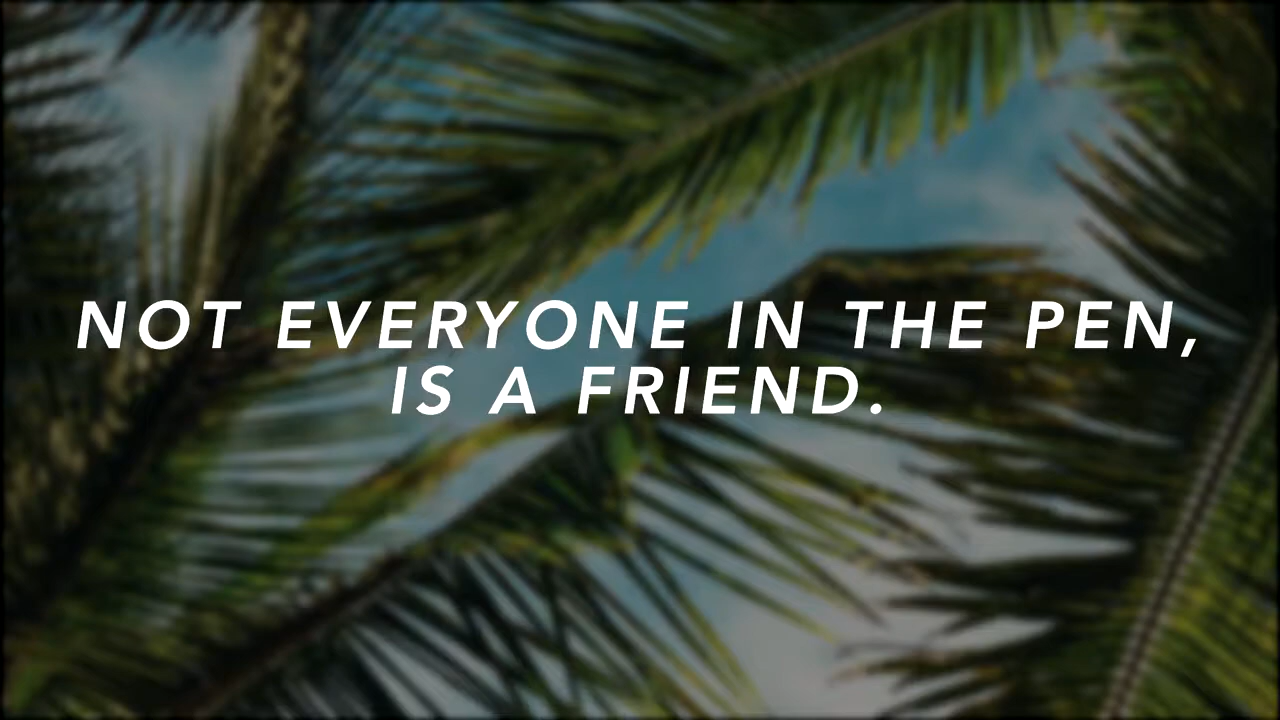 NOT EVERYONE IN THE PEN,
IS A FRIEND.